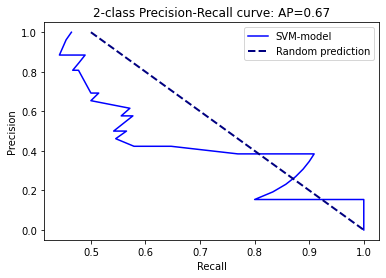 2-class Precision-Recall curve: AP=0.67
SVM-model
Random prediction
Precision
1.0
0.8
0.6
0.4
0.2
0.0
0.5
0.6
0.7
0.8
0.9
1.0
Recall